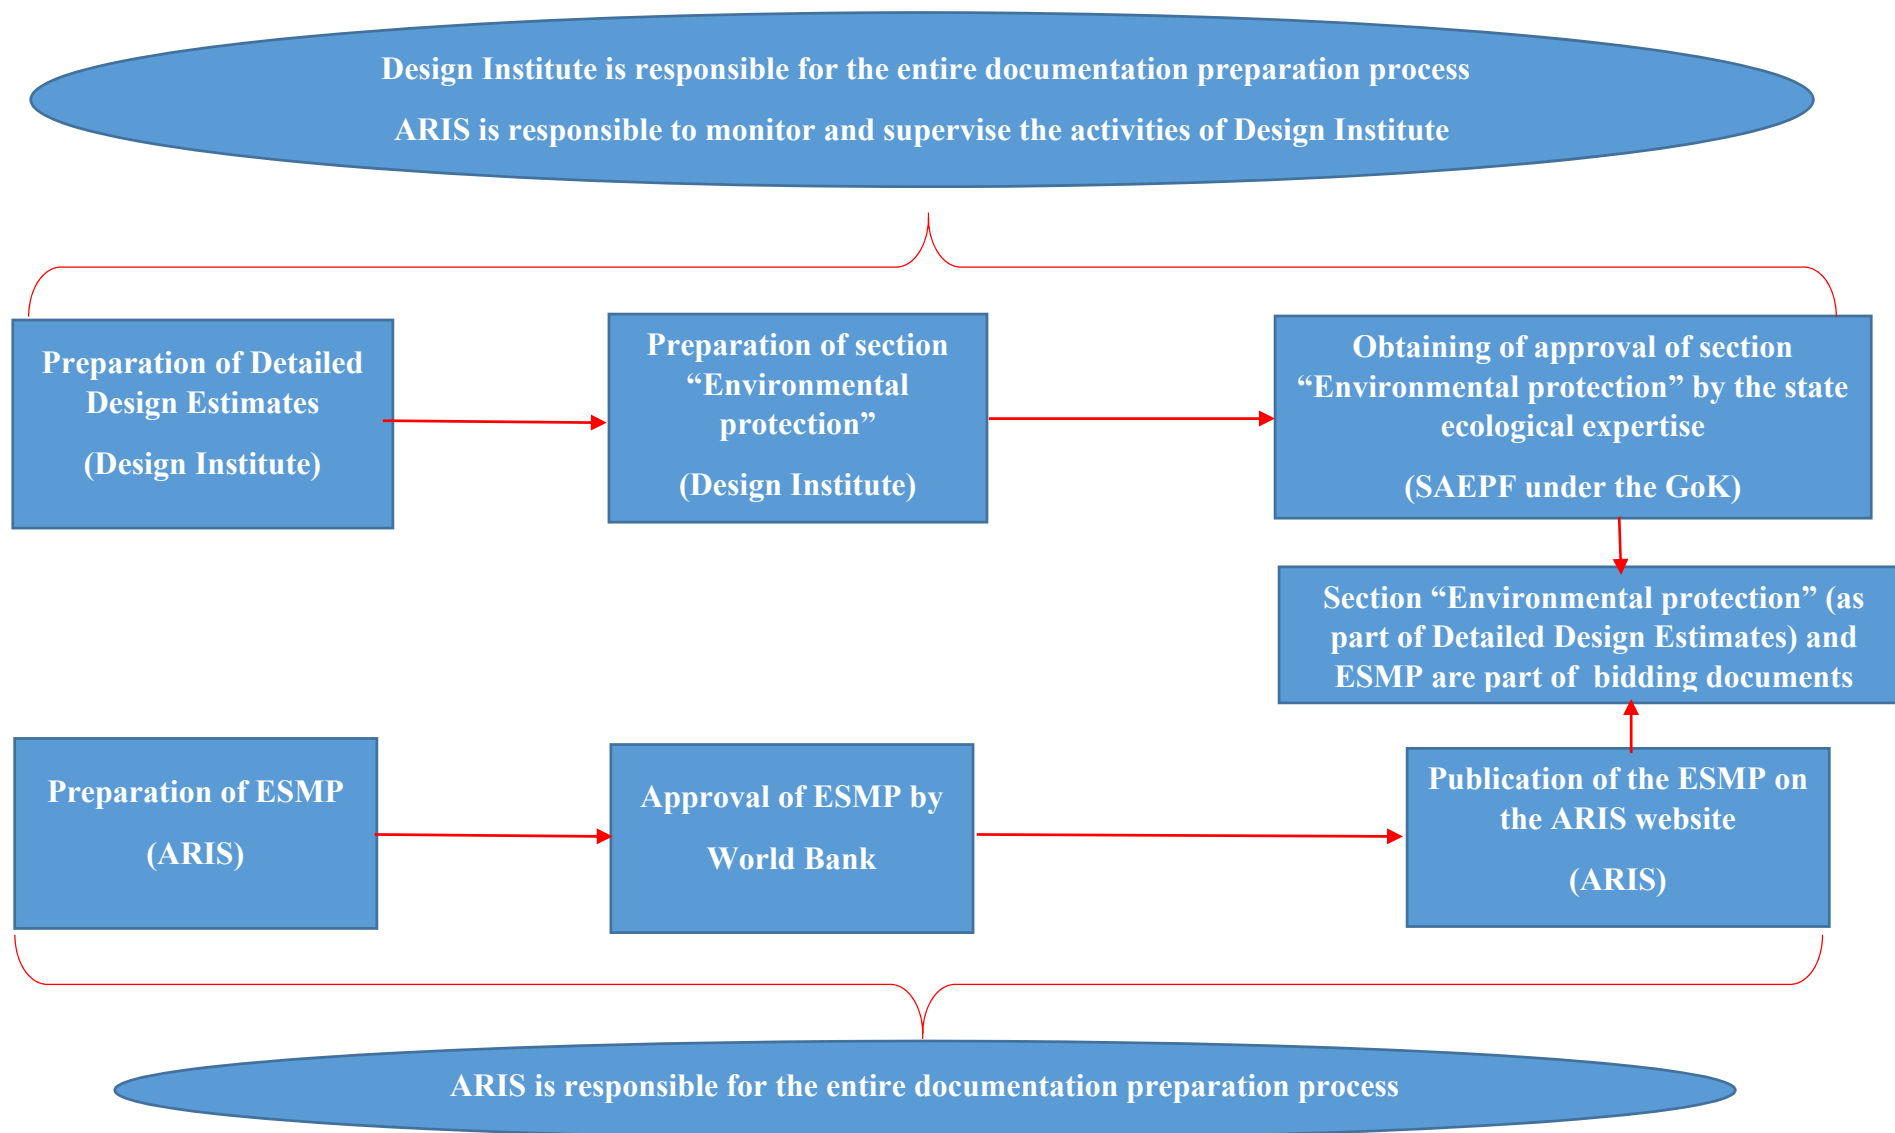 Design Institute is responsible for the entire documentation preparation process
ARIS is responsible to monitor and supervise the activities of Design Institute
Preparation of Detailed
Design Estimates
(Design Institute)
Preparation of section
“Environmental
protection”
(Design Institute)
Obtaining of approval of section
“Environmental protection” by the state
ecological expertise
(SAEPF under the GoK)
Section “Environmental protection” (as
part of Detailed Design Estimates) and
ESMP are part of bidding documents
Preparation of ESMP
(ARIS)
Approval of ESMP by
World Bank
Publication of the ESMP on
the ARIS website
(ARIS)
ARIS is responsible for the entire documentation preparation process